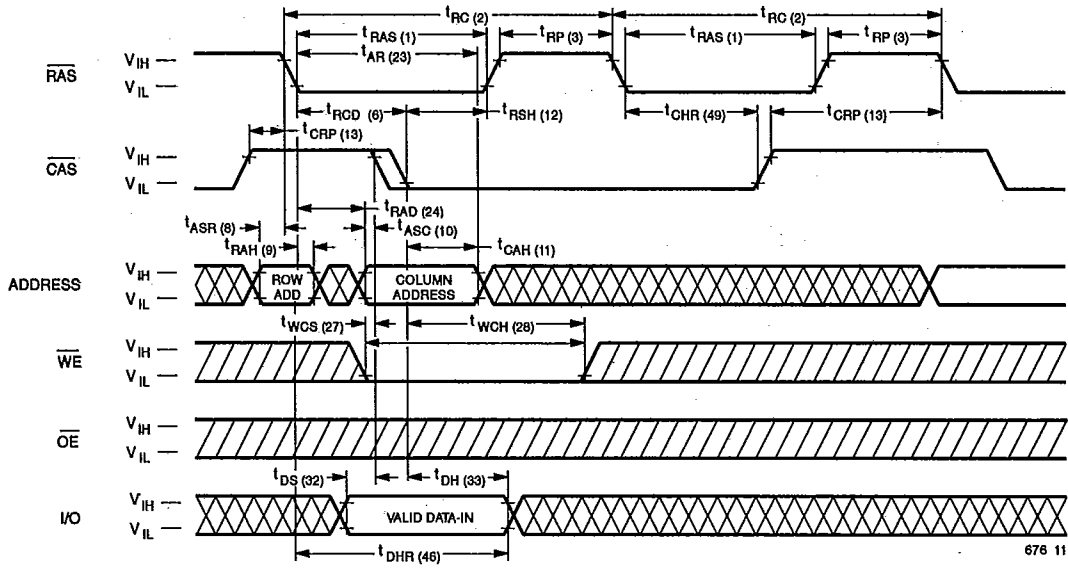 tRC (2) tRC (2)
tRAS (1) tRP (3) tRAS (1) tRP (3)
tAR (23)
RAS VIH
VIL
tRCD (6) tRSH (12) tCHR (49) tCRP (13)
tCRP (13)
CAS VIH
VIL
tRAD (24)
tASR (8) tASC (10)
tRAH (9) tCAH (11)
ADDRESS VIH ROW ADD COLUMN ADDRESS
VIL
tWCS (27) tWCH (28)
WE VIH
VIL
OE VIH
VIL
tDS (32) tDH (33)
I/O VIH
VALID DATA-IN
VIL
tDHR (46)
676 11